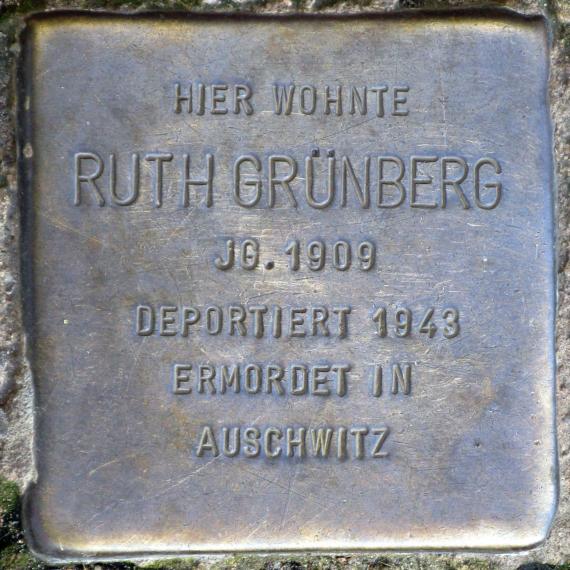 HIER WOHNTE
RUTH GRÜNBERG
JG. 1909
DEPORTIERT 1943
ERMORDET IN
AUSCHWITZ